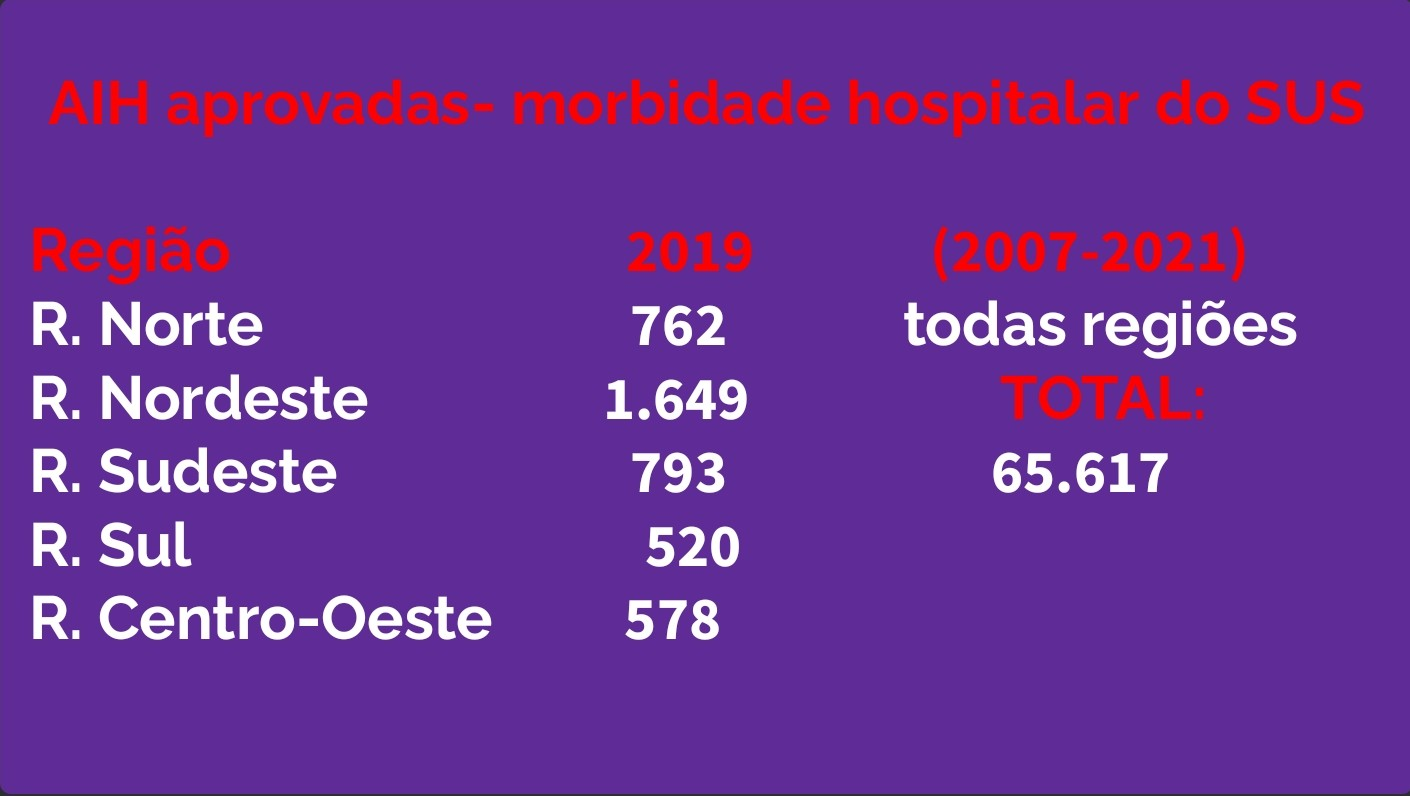 AIH aprovadas- morbidade hospitalar do SUS
Região 2019 (2007-2021)
R. Norte 762 todas regiões
R. Nordeste 1.649 TOTAL:
R. Sudeste 793 65.617
R. Sul 520
R. Centro-Oeste 578